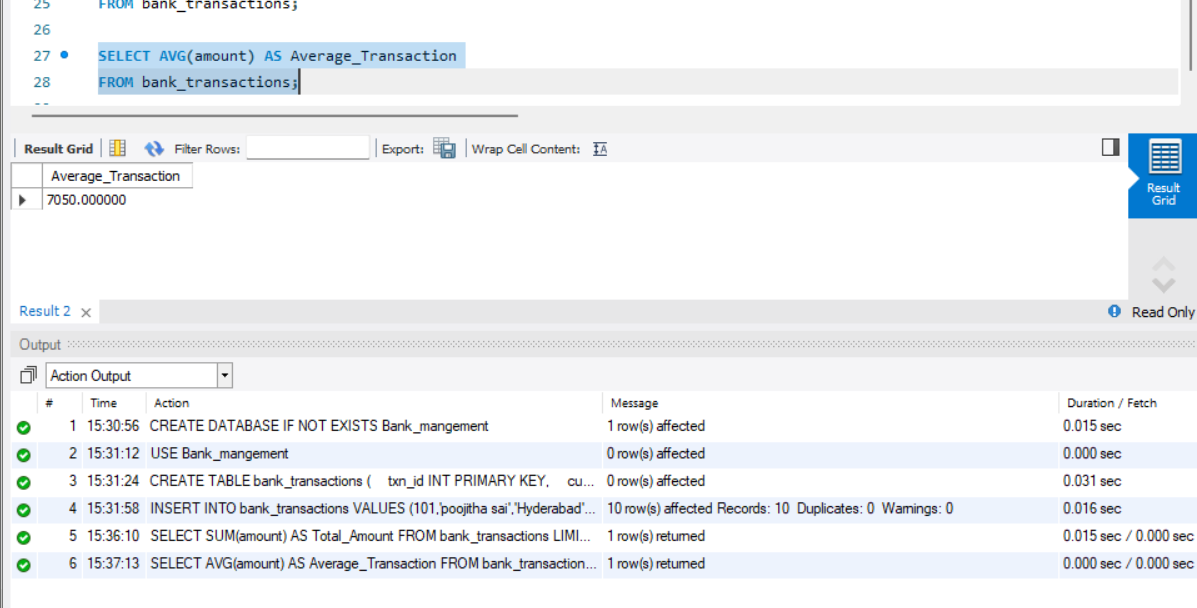 25 FROM bank_transactions;
26
27 SELECT AVG(amount) AS Average_Transaction
28 FROM bank_transactions;
Result Grid Filter Rows: Export: Wrap Cell Content: IA
Result Grid
Average_Transaction
7050.000000
Result 2 ×
Read Only
Output
Action Output
# Time Action Message Duration / Fetch
1 15:30:56 CREATE DATABASE IF NOT EXISTS Bank_mangement 1 row(s) affected 0.015 sec
2 15:31:12 USE Bank_mangement 0 row(s) affected 0.000 sec
3 15:31:24 CREATE TABLE bank_transactions ( txn_id INT PRIMARY KEY, cu... 0 row(s) affected 0.031 sec
4 15:31:58 INSERT INTO bank_transactions VALUES (101,'poojitha sai','Hyderabad'... 10 row(s) affected Records: 10 Duplicates: 0 Warnings: 0 0.016 sec
5 15:36:10 SELECT SUM(amount) AS Total_Amount FROM bank_transactions LIMI... 1 row(s) returned 0.015 sec / 0.000 sec
6 15:37:13 SELECT AVG(amount) AS Average_Transaction FROM bank_transaction... 1 row(s) returned 0.000 sec / 0.000 sec